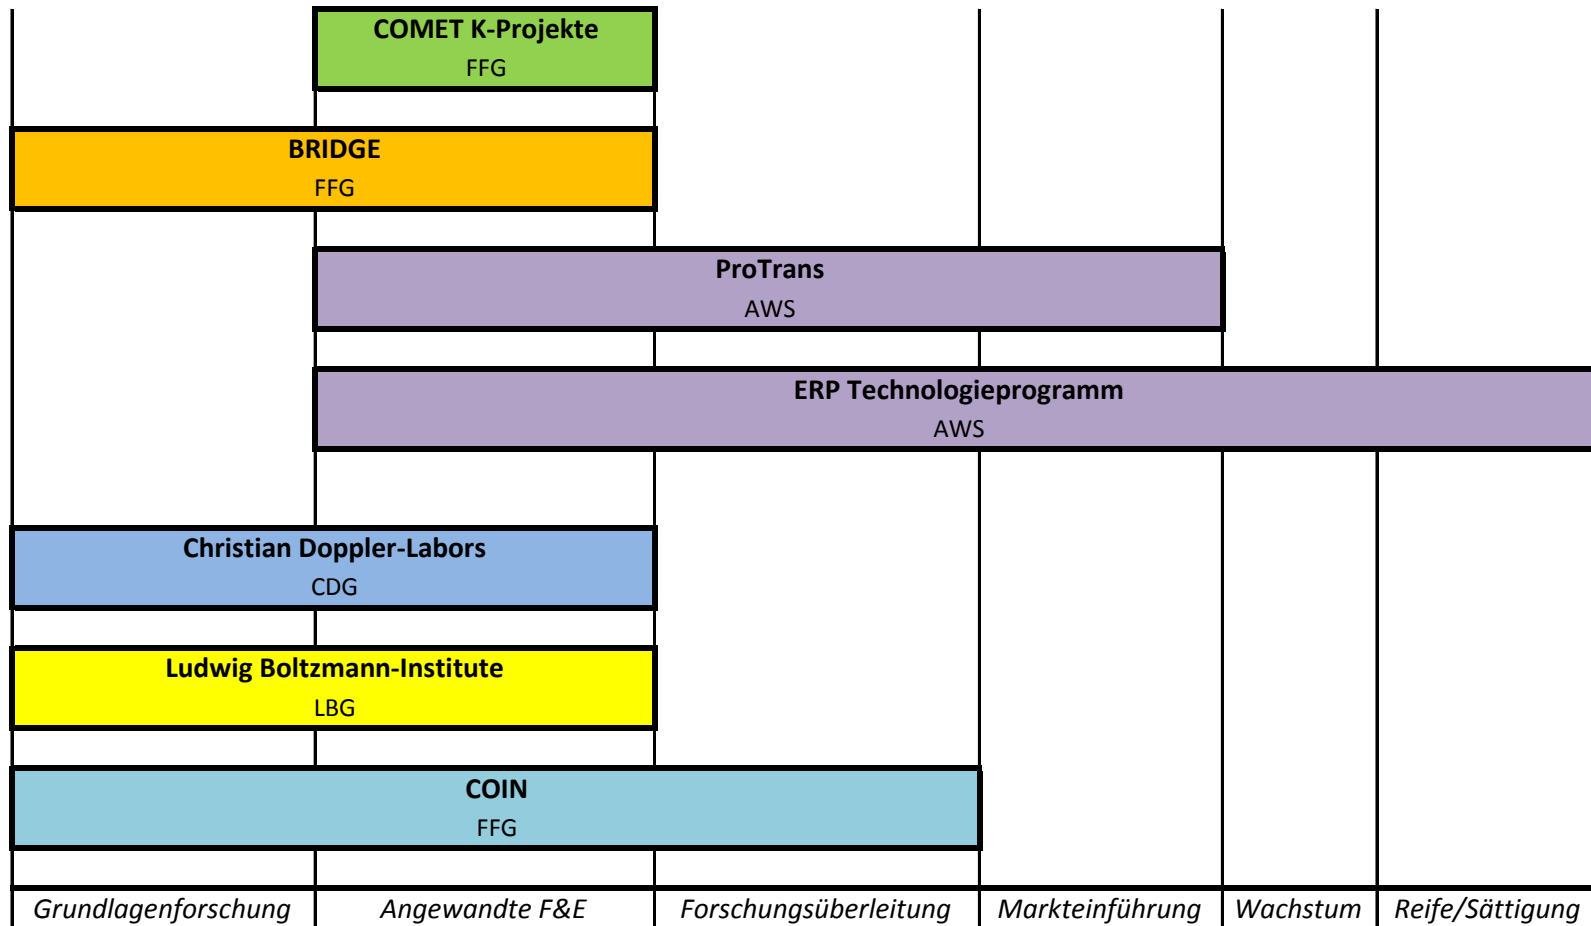 COMET K-Projekte
FFG
BRIDGE
FFG
ProTrans
AWS
ERP Technologieprogramm
AWS
Christian Doppler-Labors
CDG
Ludwig Boltzmann-Institute
LBG
COIN
FFG
Grundlagenforschung Angewandte F&E Forschungsüberleitung Markteinführung Wachstum Reife/Sättigung